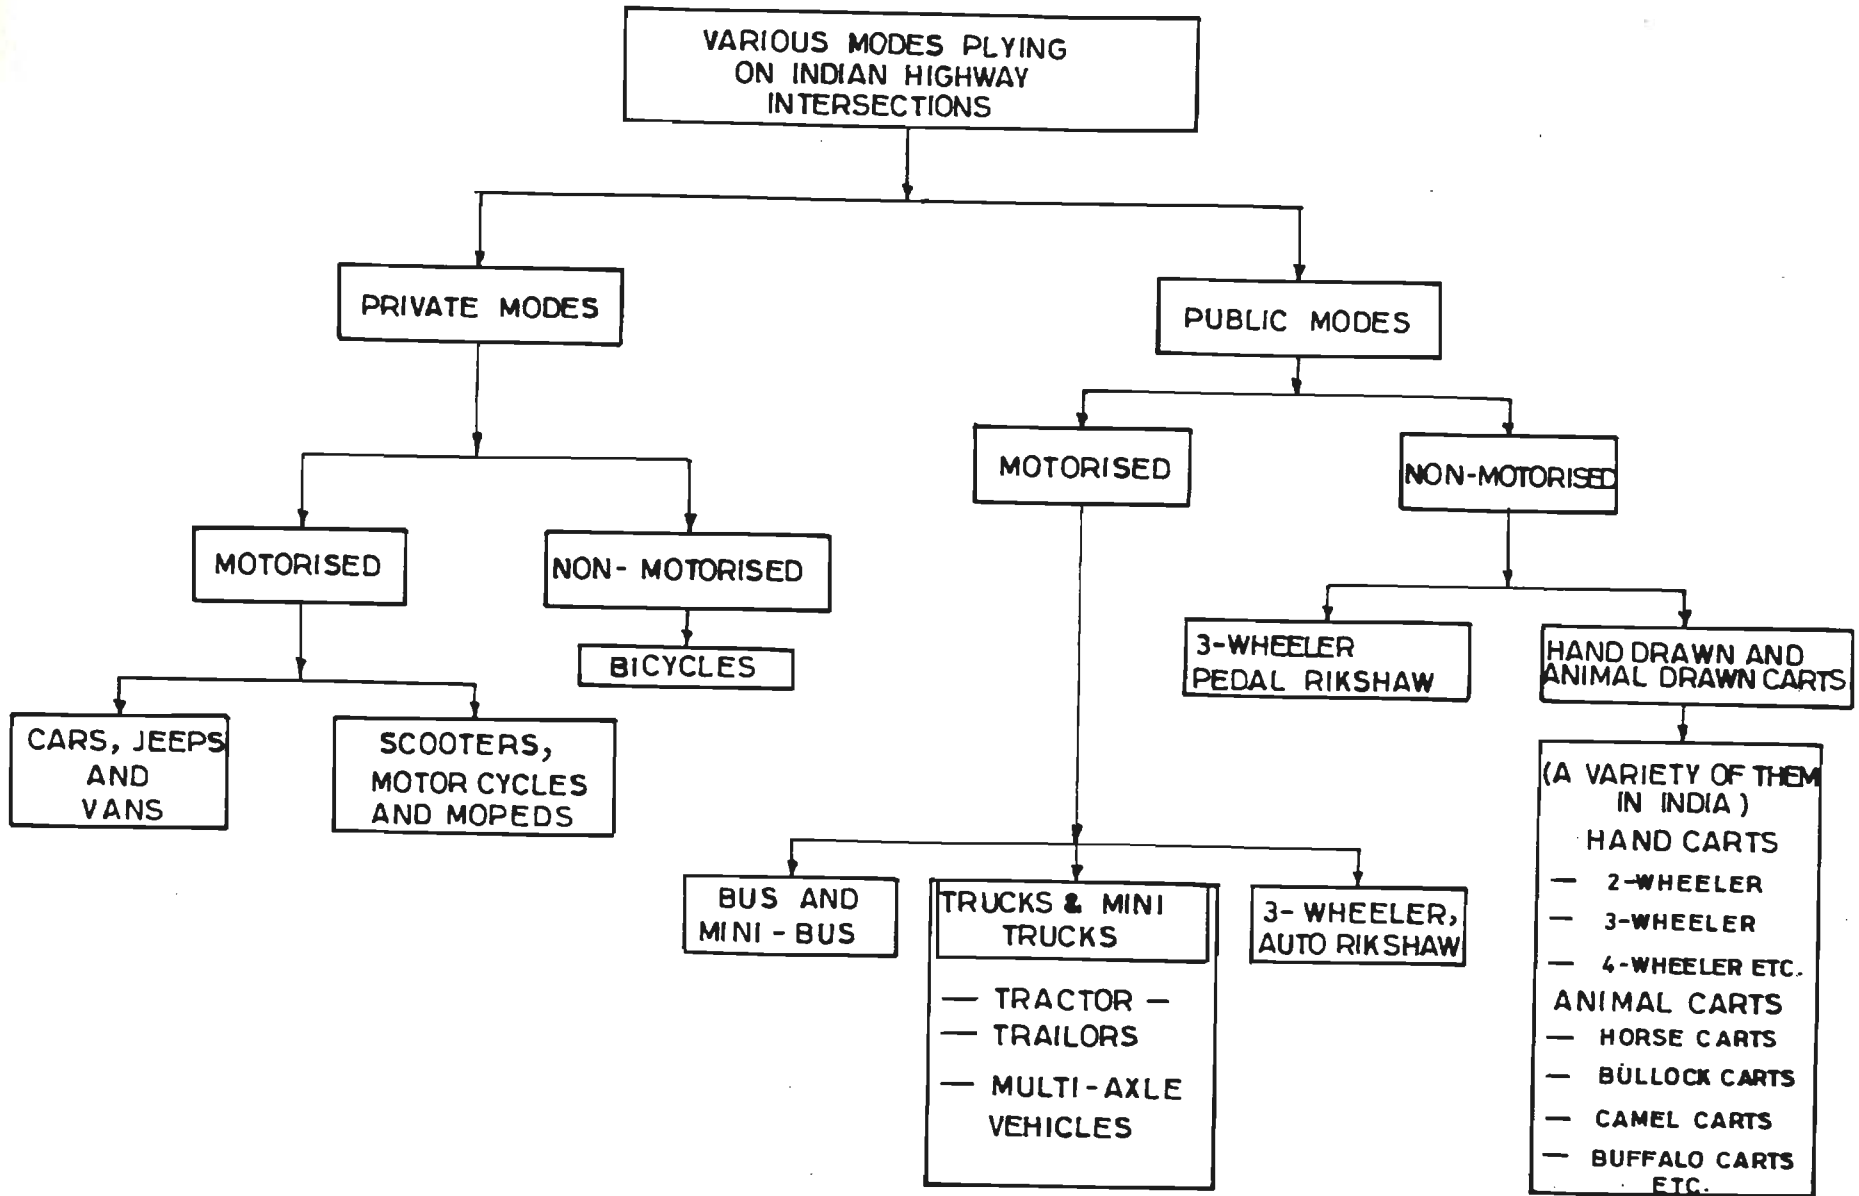 VARIOUS MODES PLYING
ON INDIAN HIGHWAY
INTERSECTIONS
PRIVATE MODES
PUBLIC MODES
MOTORISED
NON-MOTORISED
MOTORISED
NON- MOTORISED
BICYCLES
3-WHEELER
PEDAL RIKSHAW
HAND DRAWN AND
ANIMAL DRAWN CARTS
CARS, JEEPS
AND
VANS
SCOOTERS,
MOTOR CYCLES
AND MOPEDS
BUS AND
MINI - BUS
TRUCKS & MINI
TRUCKS
— TRACTOR —
— TRAILORS
— MULTI-AXLE
VEHICLES
3- WHEELER,
AUTO RIKSHAW
(A VARIETY OF THEM
IN INDIA)
HAND CARTS
— 2-WHEELER
— 3-WHEELER
— 4-WHEELER ETC.
ANIMAL CARTS
— HORSE CARTS
— BULLOCK CARTS
— CAMEL CARTS
— BUFFALO CARTS
ETC.